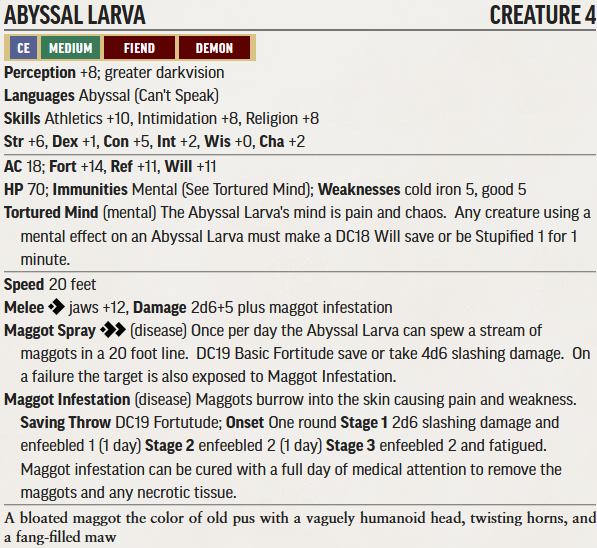 ABYSSAL LARVA CREATURE 4
CE MEDIUM FIEND DEMON
Perception +8; greater darkvision
Languages Abyssal (Can't Speak)
Skills Athletics +10, Intimidation +8, Religion +8
Str +6, Dex +1, Con +5, Int +2, Wis +0, Cha +2
AC 18; Fort +14, Ref +11, Will +11
HP 70; Immunities Mental (See Tortured Mind); Weaknesses cold iron 5, good 5
Tortured Mind (mental) The Abyssal Larva's mind is pain and chaos. Any creature using a
mental effect on an Abyssal Larva must make a DC18 Will save or be Stupified 1 for 1
minute.
Speed 20 feet
Melee jaws +12, Damage 2d6+5 plus maggot infestation
Maggot Spray (disease) Once per day the Abyssal Larva can spew a stream of
maggots in a 20 foot line. DC19 Basic Fortitude save or take 4d6 slashing damage. On
a failure the target is also exposed to Maggot Infestation.
Maggot Infestation (disease) Maggots burrow into the skin causing pain and weakness.
Saving Throw DC19 Fortutude; Onset One round Stage 1 2d6 slashing damage and
enfeebled 1 (1 day) Stage 2 enfeebled 2 (1 day) Stage 3 enfeebled 2 and fatigued.
Maggot infestation can be cured with a full day of medical attention to remove the
maggots and any necrotic tissue.
A bloated maggot the color of old pus with a vaguely humanoid head, twisting horns, and
a fang-filled maw